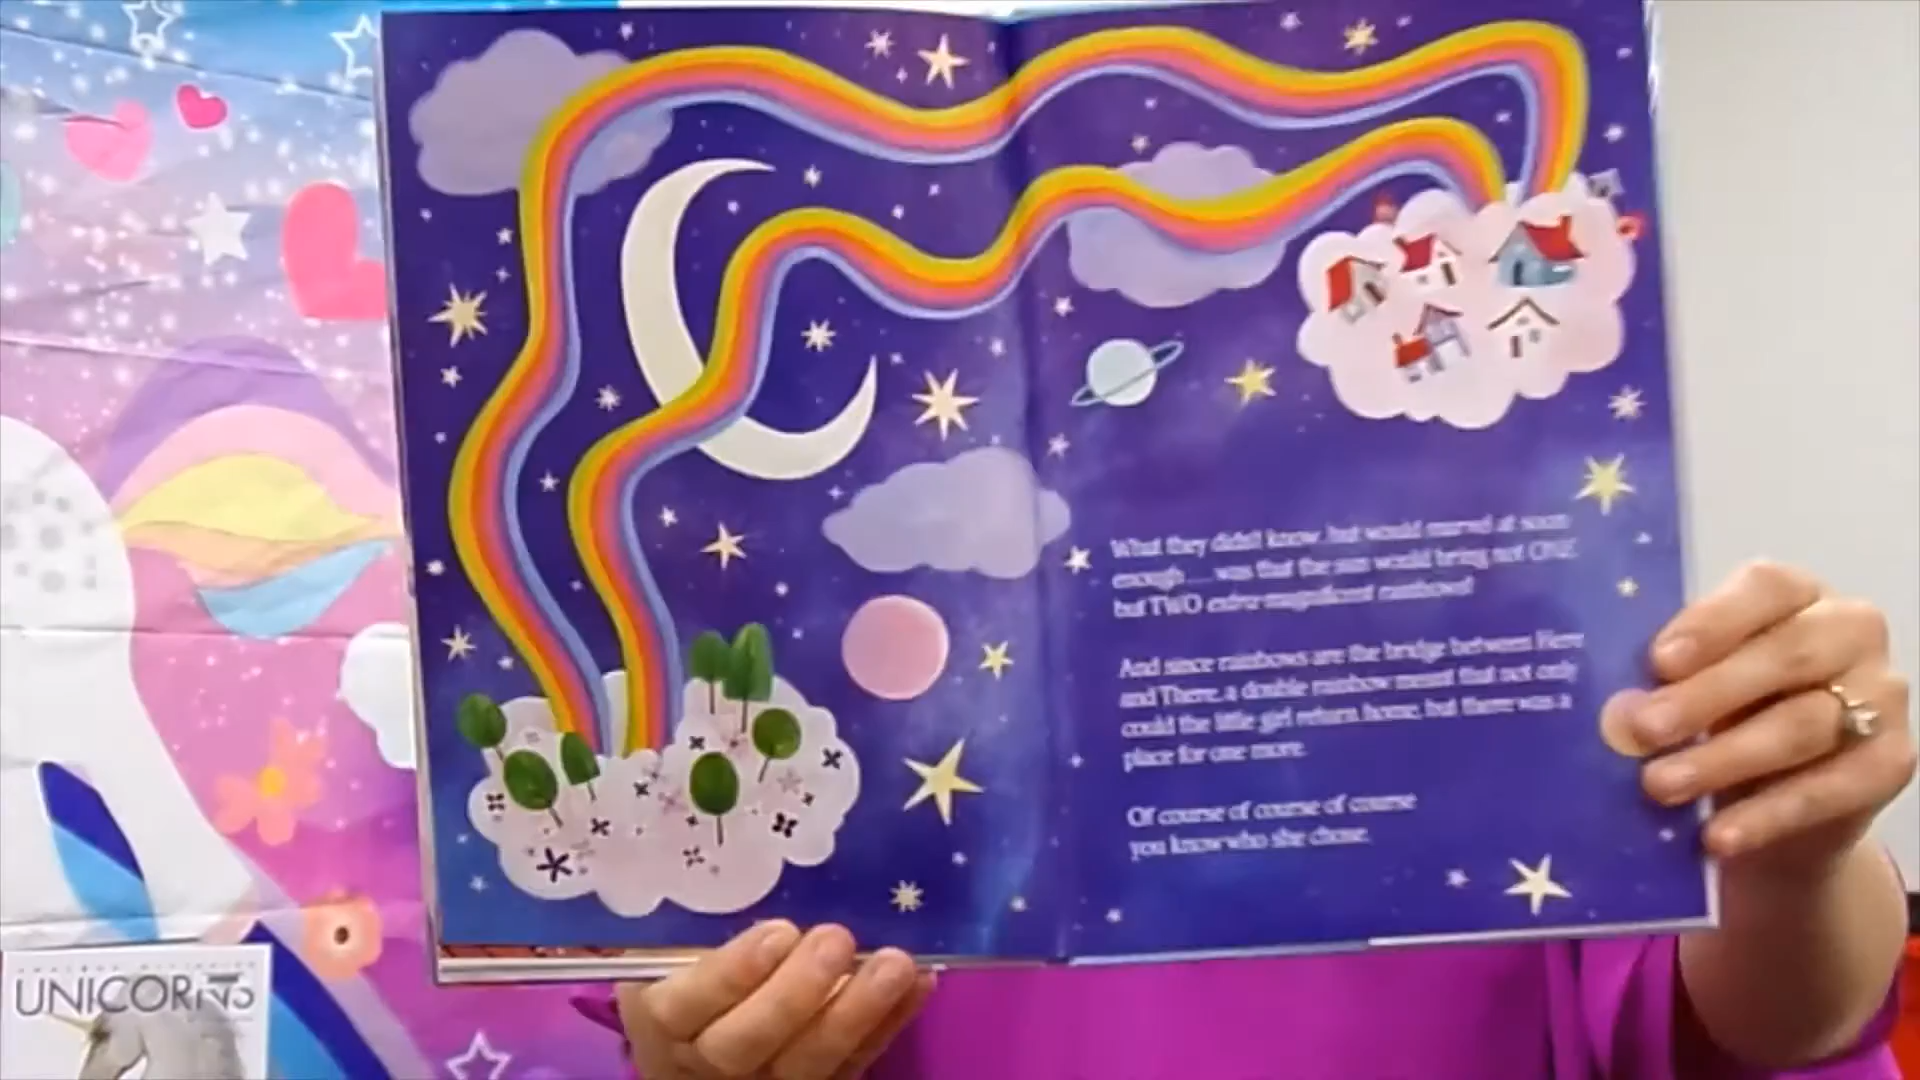 What they didn't know, but would marvel at soon
enough . . . was that the sun would bring not ONE
but TWO extra-magnificent rainbows!
And since rainbows are the bridge between Here
and There, a double rainbow meant that not only
could the little girl return home, but there was a
place for one more.
Of course of course of course
you know who she chose.
UNICORNS